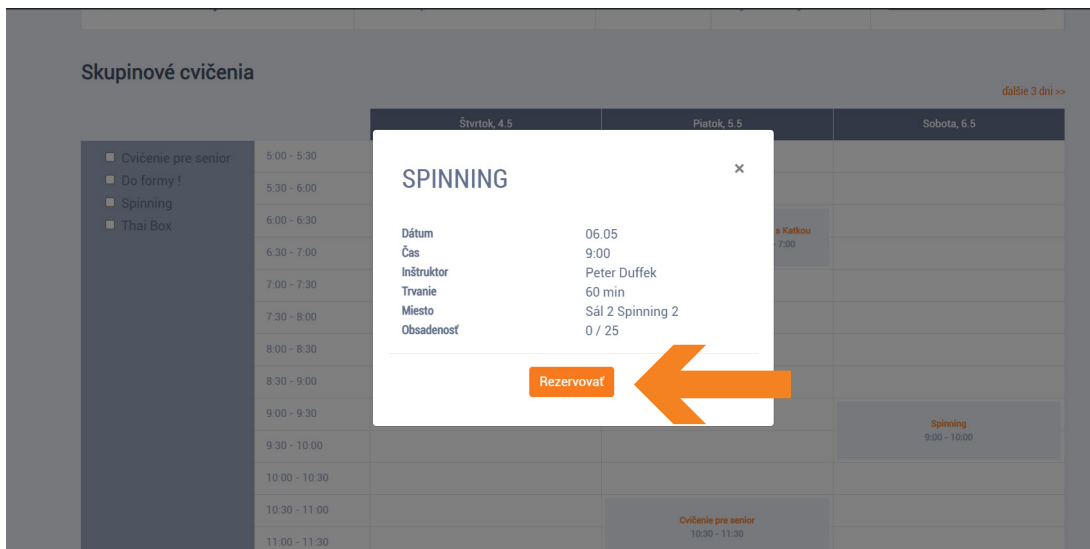 Skupinové cvičenia
ďalšie 3 dni >>
Štvrtok, 4.5 Piatok, 5.5 Sobota, 6.5
Cvičenie pre senior
Do formy !
Spinning
Thai Box
5:00 - 5:30
5:30 - 6:00
6:00 - 6:30
6:30 - 7:00
7:00 - 7:30
7:30 - 8:00
8:00 - 8:30
8:30 - 9:00
9:00 - 9:30
9:30 - 10:00
10:00 - 10:30
10:30 - 11:00
11:00 - 11:30
s Katkou
- 7:00
SPINNING ×
Dátum 06.05
Čas 9:00
Inštruktor Peter Duffek
Trvanie 60 min
Miesto Sál 2 Spinning 2
Obsadenosť 0 / 25
Rezervovať
Spinning
9:00 - 10:00
Cvičenie pre senior
10:30 - 11:30